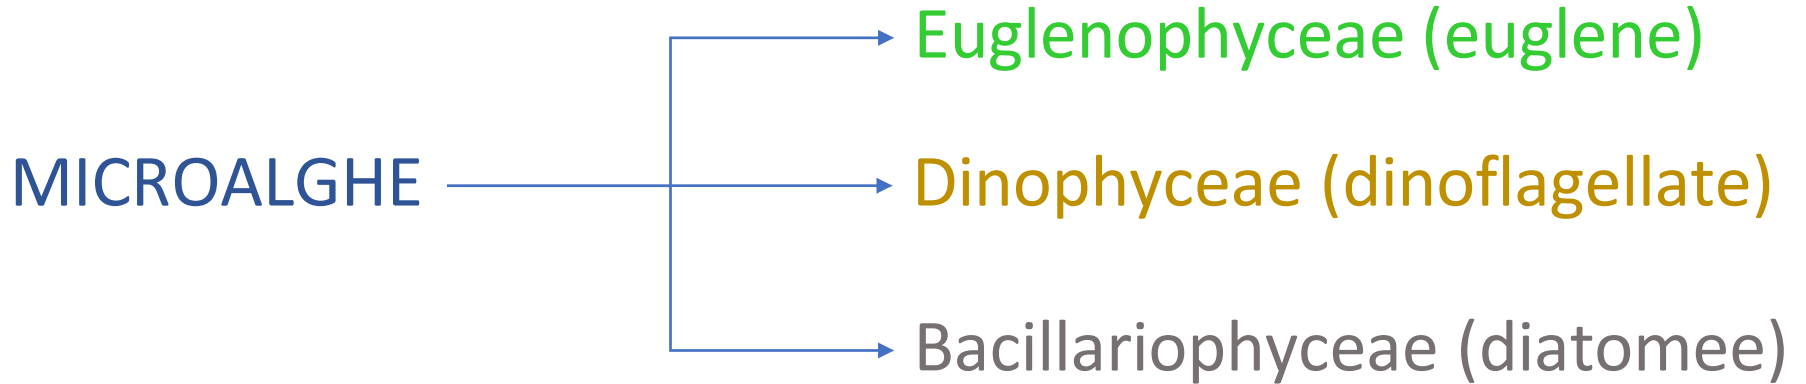 MICROALGHE
Euglenophyceae (euglene)
Dinophyceae (dinoflagellate)
Bacillariophyceae (diatomee)